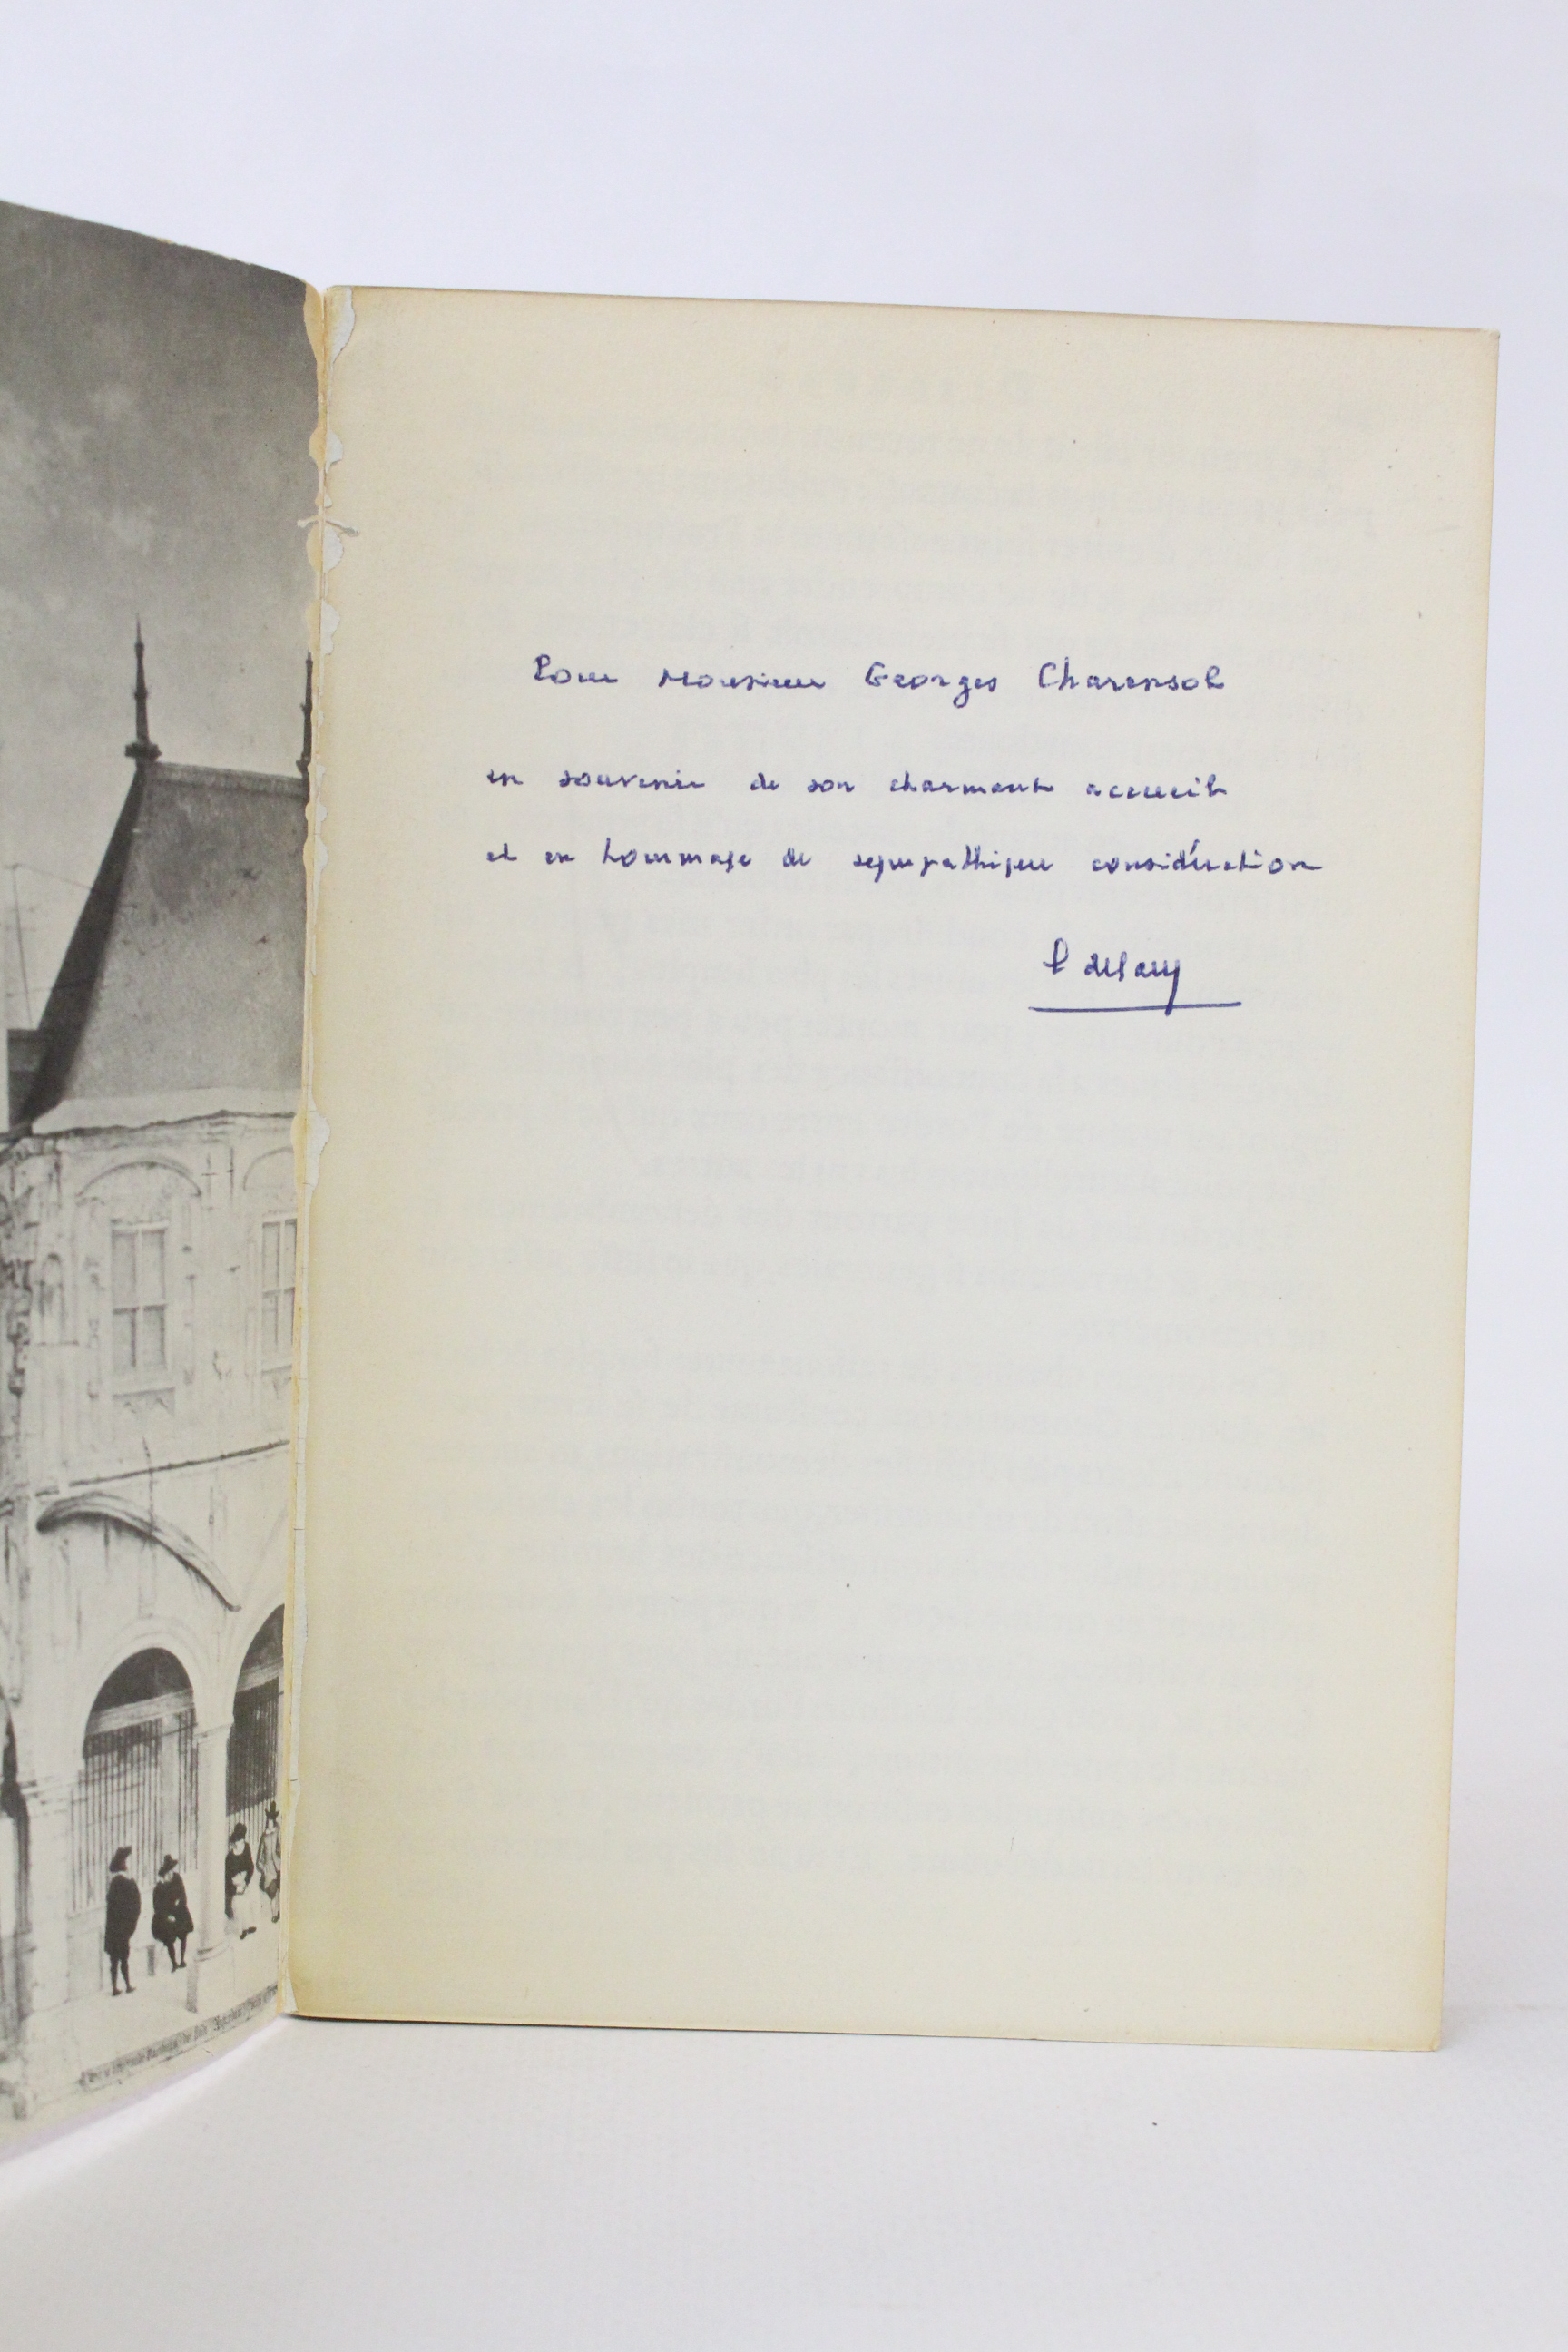 Pour Monsieur Georges Charensol
en souvenir de son charmant accueil
et en hommage de sympathique considération